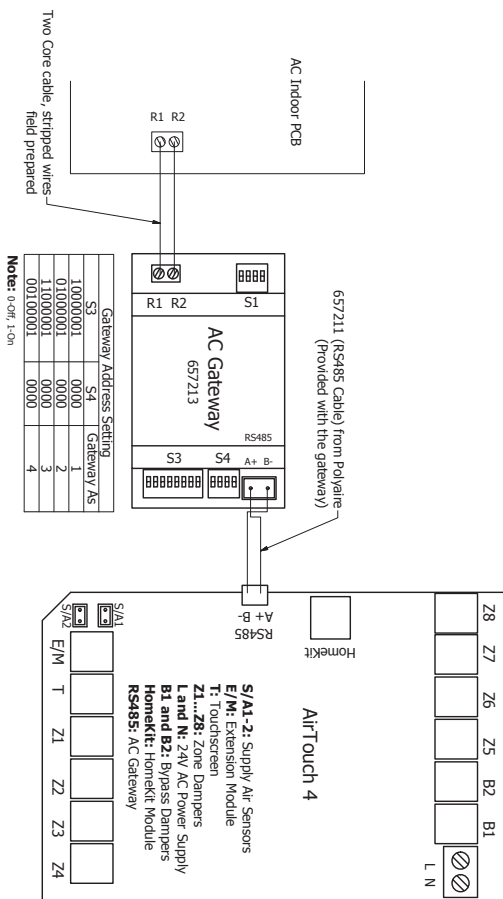 AC Indoor PCB
R1 R2
Two Core cable, stripped wires
field prepared
S1
R1 R2
AC Gateway
657213
RS485
S3
S4
A+ B-
657211 (RS485 Cable) from Polyaire
(Provided with the gateway)
Gateway Address Setting
S3 S4 Gateway As
10000001 0000 1
01000001 0000 2
11000001 0000 3
00100001 0000 4
Note: 0-Off, 1-On
AirTouch 4
HomeKit
RS485
A+ B-
S/A1
S/A2
E/M
T
Z1
Z2
Z3
Z4
Z8
Z7
Z6
Z5
B2
B1
L N
S/A1-2: Supply Air Sensors
E/M: Extension Module
T: Touchscreen
Z1...Z8: Zone Dampers
L and N: 24V AC Power Supply
B1 and B2: Bypass Dampers
HomeKit: HomeKit Module
RS485: AC Gateway